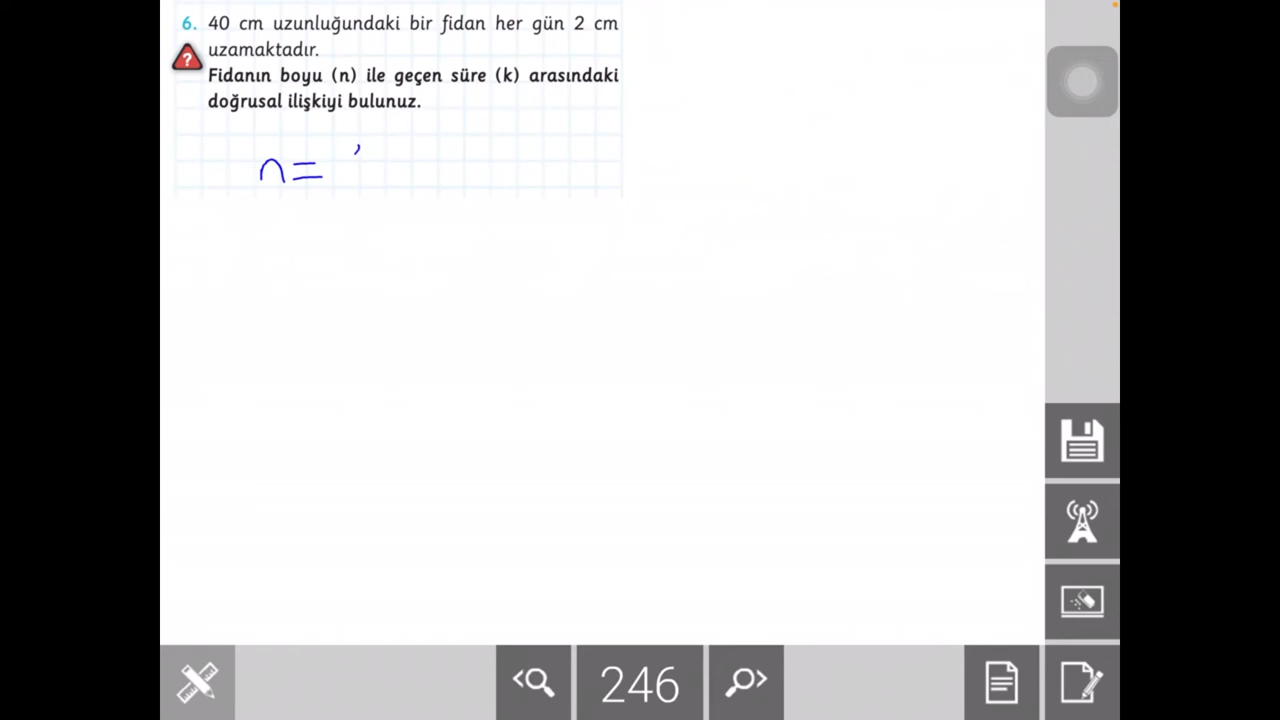 6. 40 cm uzunluğundaki bir fidan her gün 2 cm
uzamaktadır.
?
Fidanın boyu (n) ile geçen süre (k) arasındaki
doğrusal ilişkiyi bulunuz.
n=
246